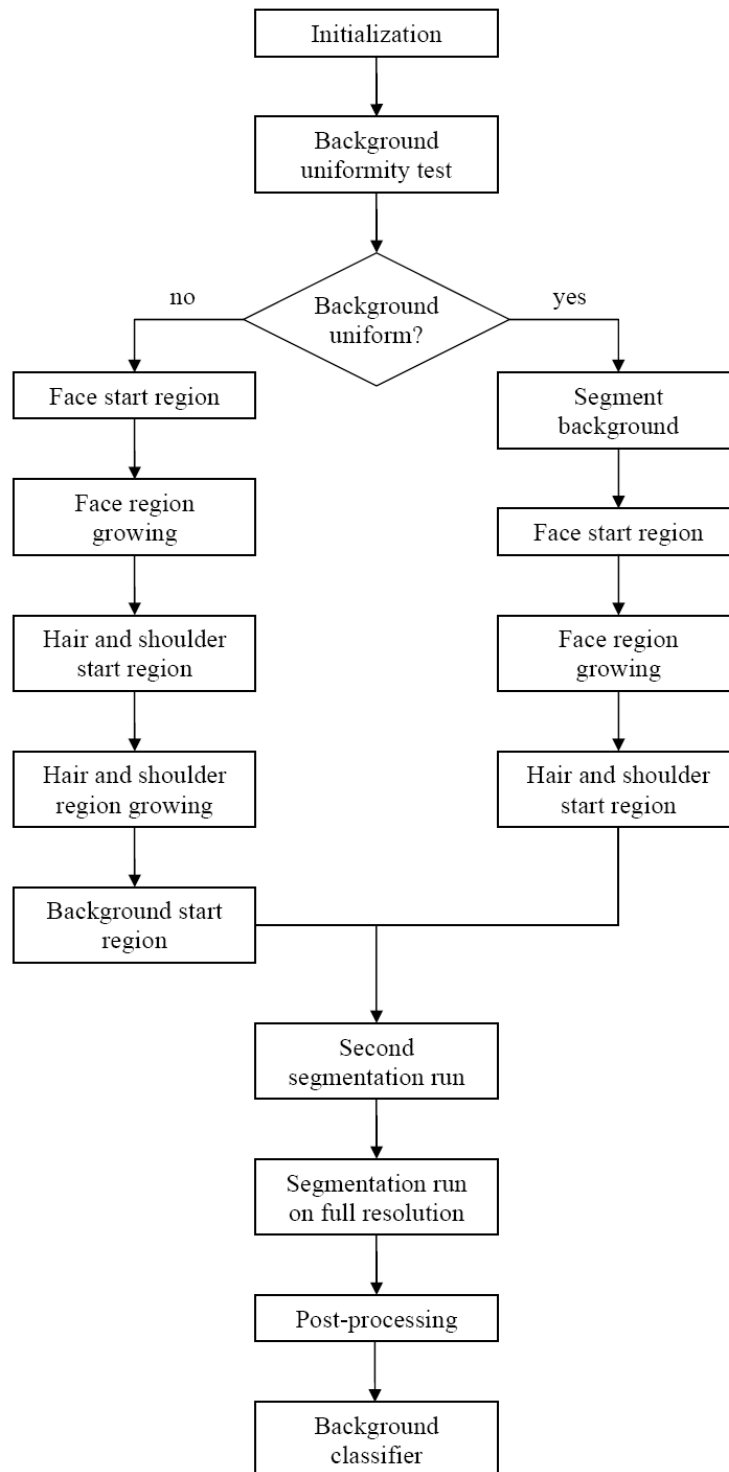 Initialization
Background
uniformity test
no
Background
uniform?
yes
Face start region
Face region
growing
Hair and shoulder
start region
Hair and shoulder
region growing
Background start
region
Segment
background
Face start region
Face region
growing
Hair and shoulder
start region
Second
segmentation run
Segmentation run
on full resolution
Post-processing
Background
classifier